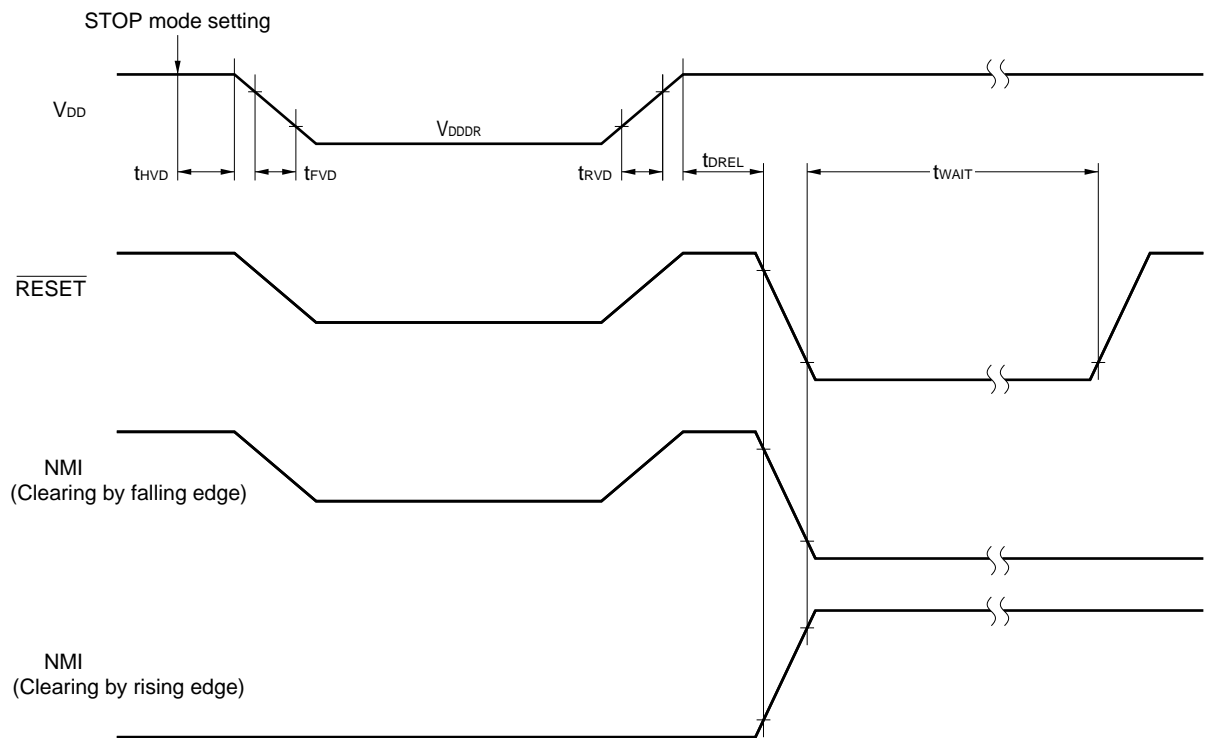 STOP mode setting
VDD
VDDDR
tHVD
tFVD
tRVD
tDREL
tWAIT
RESET
NMI
(Clearing by falling edge)
NMI
(Clearing by rising edge)